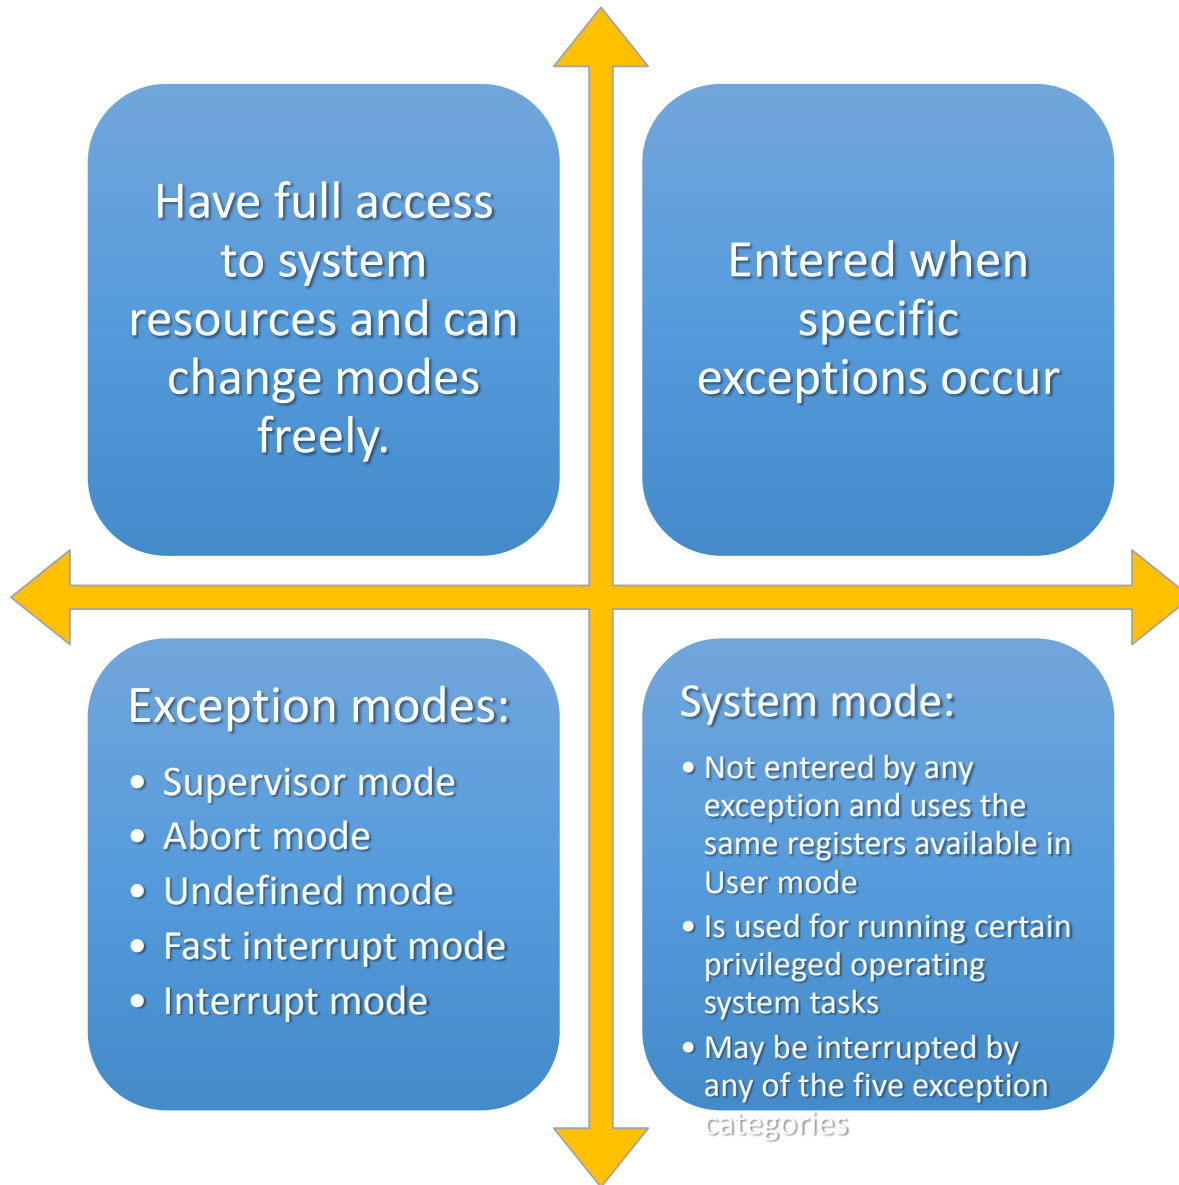 Have full access
to system
resources and can
change modes
freely.
Entered when
specific
exceptions occur
Exception modes:
• Supervisor mode
• Abort mode
• Undefined mode
• Fast interrupt mode
• Interrupt mode
System mode:
• Not entered by any
exception and uses the
same registers available in
User mode
• Is used for running certain
privileged operating
system tasks
• May be interrupted by
any of the five exception
categories